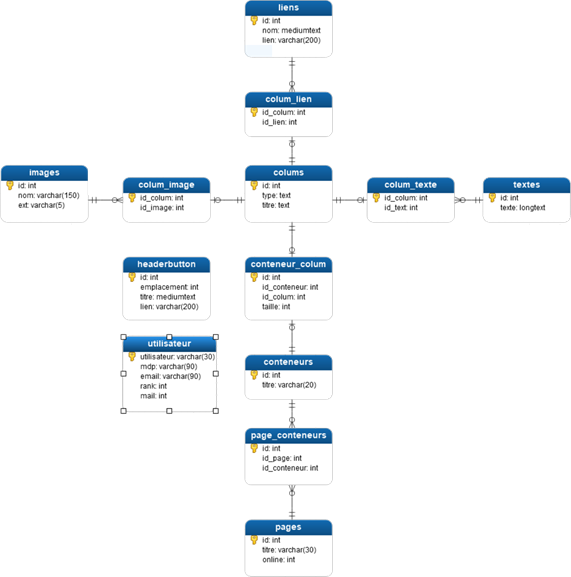 liens
id: int
nom: mediumtext
lien: varchar(200)
colum_lien
id_colum: int
id_lien: int
images
id: int
nom: varchar(150)
ext: varchar(5)
colum_image
id_colum: int
id_image: int
colums
id: int
type: text
titre: text
colum_texte
id_colum: int
id_text: int
textes
id: int
texte: longtext
headerbutton
id: int
emplacement: int
titre: mediumtext
lien: varchar(200)
conteneur_colum
id: int
id_conteneur: int
id_colum: int
taille: int
utilisateur
utilisateur: varchar(30)
mdp: varchar(90)
email: varchar(90)
rank: int
mail: int
conteneurs
id: int
titre: varchar(20)
page_conteneurs
id: int
id_page: int
id_conteneur: int
pages
id: int
titre: varchar(30)
online: int